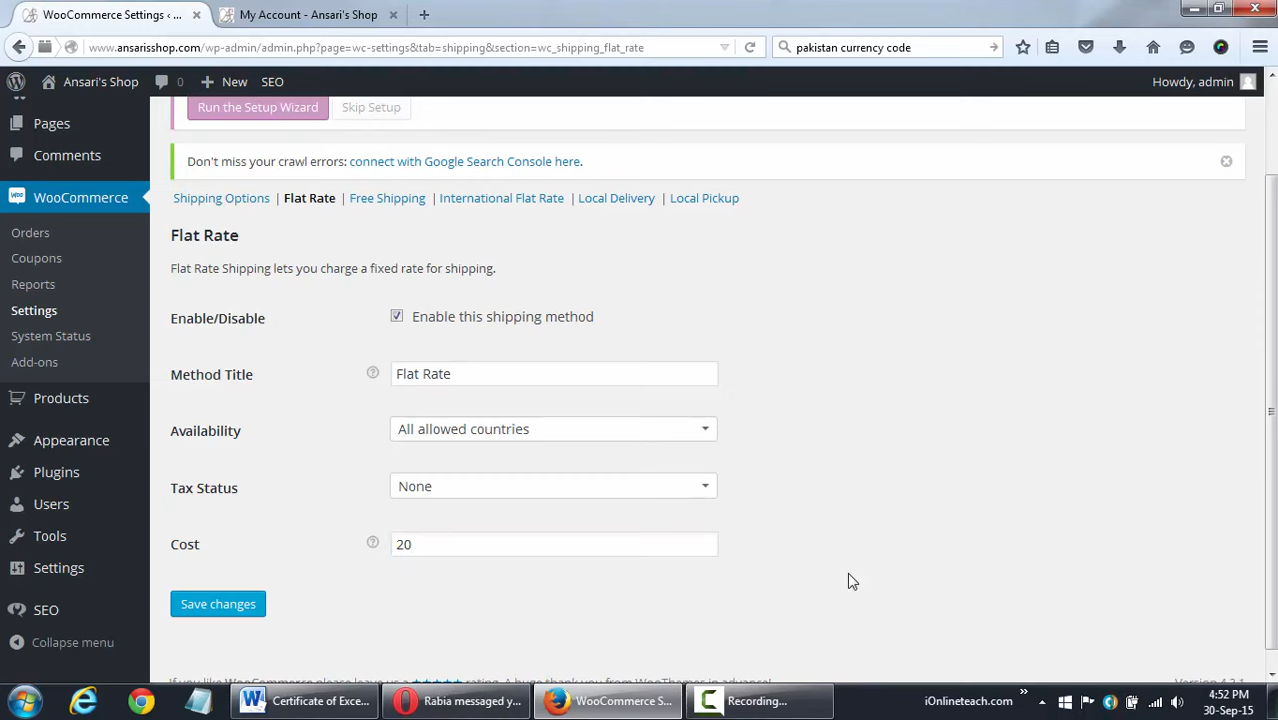 WooCommerce Settings ‹ ...
My Account - Ansari's Shop
www.ansarisshop.com/wp-admin/admin.php?page=wc-settings&tab=shipping&section=wc_shipping_flat_rate
pakistan currency code
Ansari's Shop
0
New
SEO
Howdy, admin
Pages
Comments
WooCommerce
Orders
Coupons
Reports
Settings
System Status
Add-ons
Products
Appearance
Plugins
Users
Tools
Settings
SEO
Collapse menu
Run the Setup Wizard
Skip Setup
Don't miss your crawl errors: connect with Google Search Console here.
Shipping Options | Flat Rate | Free Shipping | International Flat Rate | Local Delivery | Local Pickup
Flat Rate
Flat Rate Shipping lets you charge a fixed rate for shipping.
Enable/Disable
Enable this shipping method
Method Title
Flat Rate
Availability
All allowed countries
Tax Status
None
Cost
20
Save changes
If you like WooCommerce please leave us a ★★★★★ rating. A huge thank you from WooThemes in advance!
Version 4.3.1
Certificate of Exce...
Rabia messaged y...
WooCommerce S...
Recording...
iOnlineteach.com
4:52 PM
30-Sep-15